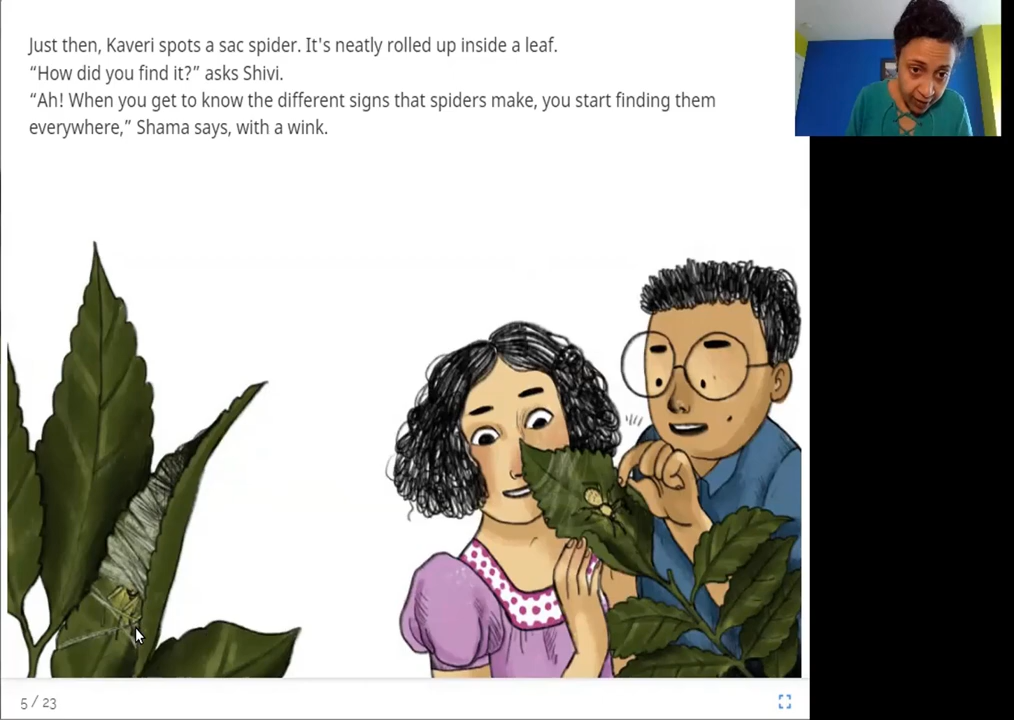 Just then, Kaveri spots a sac spider. It's neatly rolled up inside a leaf.
“How did you find it?” asks Shivi.
“Ah! When you get to know the different signs that spiders make, you start finding them
everywhere,” Shama says, with a wink.
5 / 23